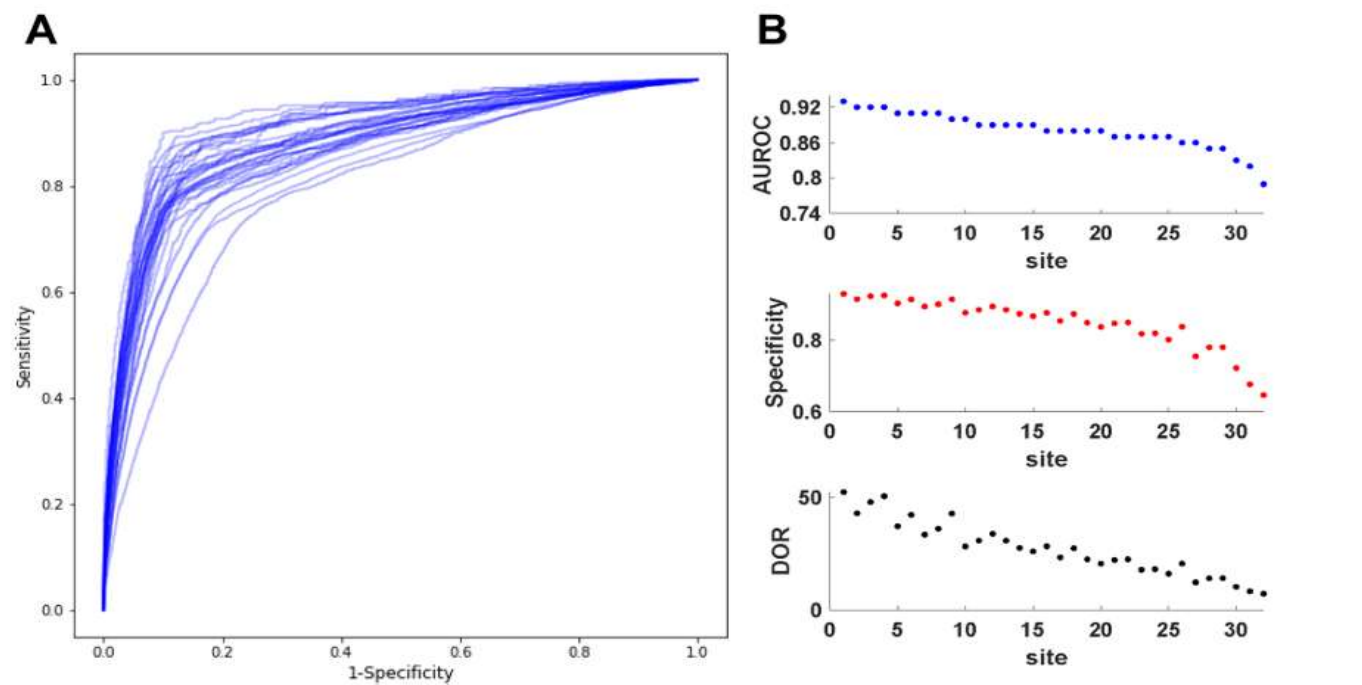 A
1.0
0.8
0.6
0.4
0.2
0.0
Sensitivity
0.0 0.2 0.4 0.6 0.8 1.0
1-Specificity
B
0.92
0.86
0.8
0.74
AUROC
0 5 10 15 20 25 30
site
0.8
0.6
Specificity
0 5 10 15 20 25 30
site
50
0
DOR
0 5 10 15 20 25 30
site